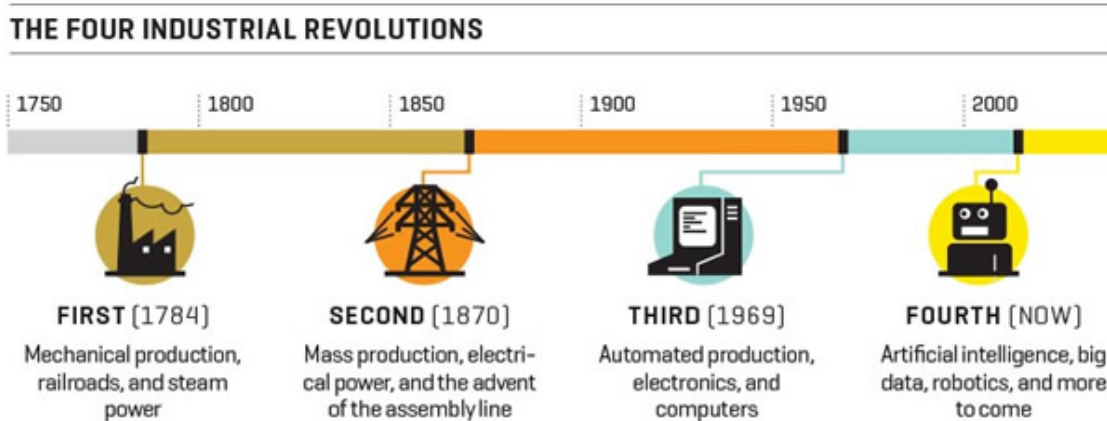 THE FOUR INDUSTRIAL REVOLUTIONS
1750 1800 1850 1900 1950 2000
FIRST (1784)
Mechanical production,
railroads, and steam
power
SECOND (1870)
Mass production, electri-
cal power, and the advent
of the assembly line
THIRD (1969)
Automated production,
electronics, and
computers
FOURTH (NOW)
Artificial intelligence, big
data, robotics, and more
to come